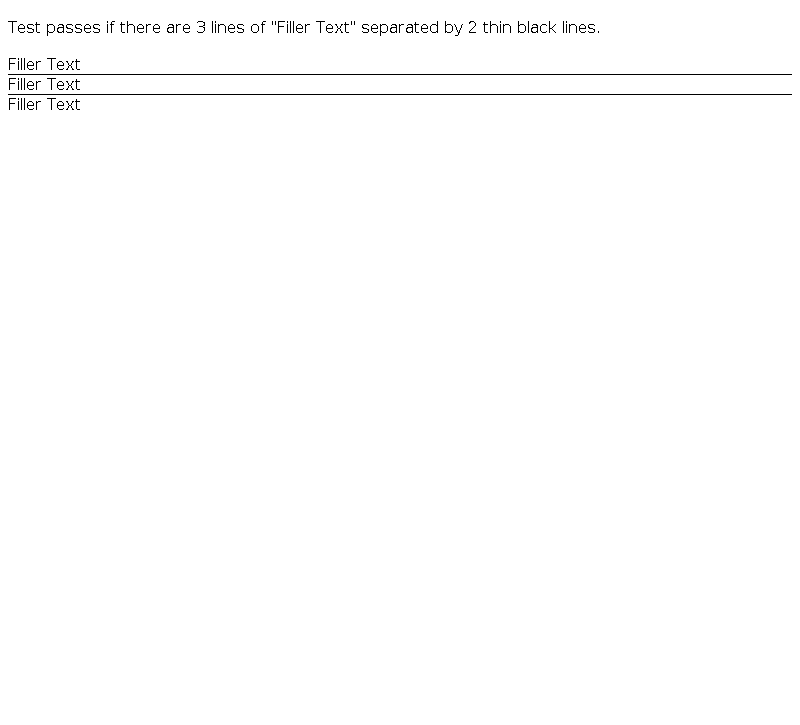 Test passes if there are 3 lines of "Filler Text" separated by 2 thin black lines.
Filler Text
Filler Text
Filler Text